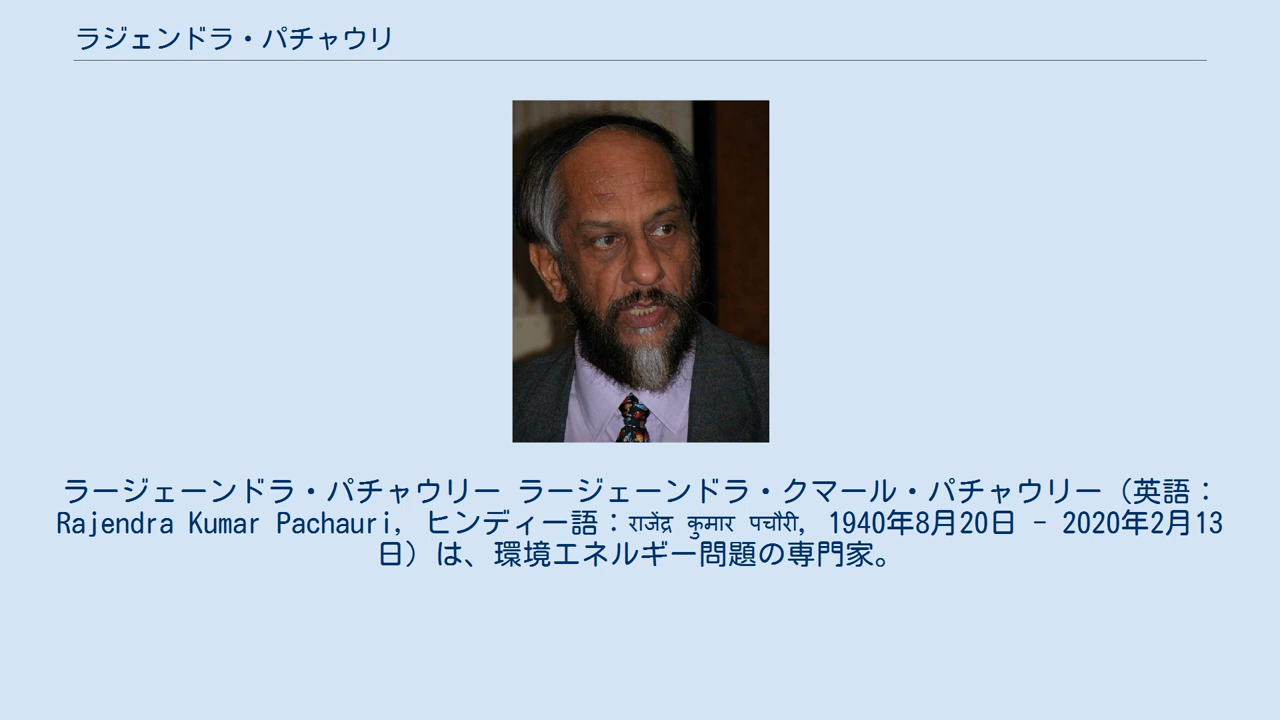 ラジェンドラ・パチャウリ
ラージェーンドラ・パチャウリー ラージェーンドラ・クマール・パチャウリー（英語：
Rajendra Kumar Pachauri, ヒンディー語：राजेंद्र कुमार पचौरी, 1940年8月20日 - 2020年2月13
日）は、環境エネルギー問題の専門家。